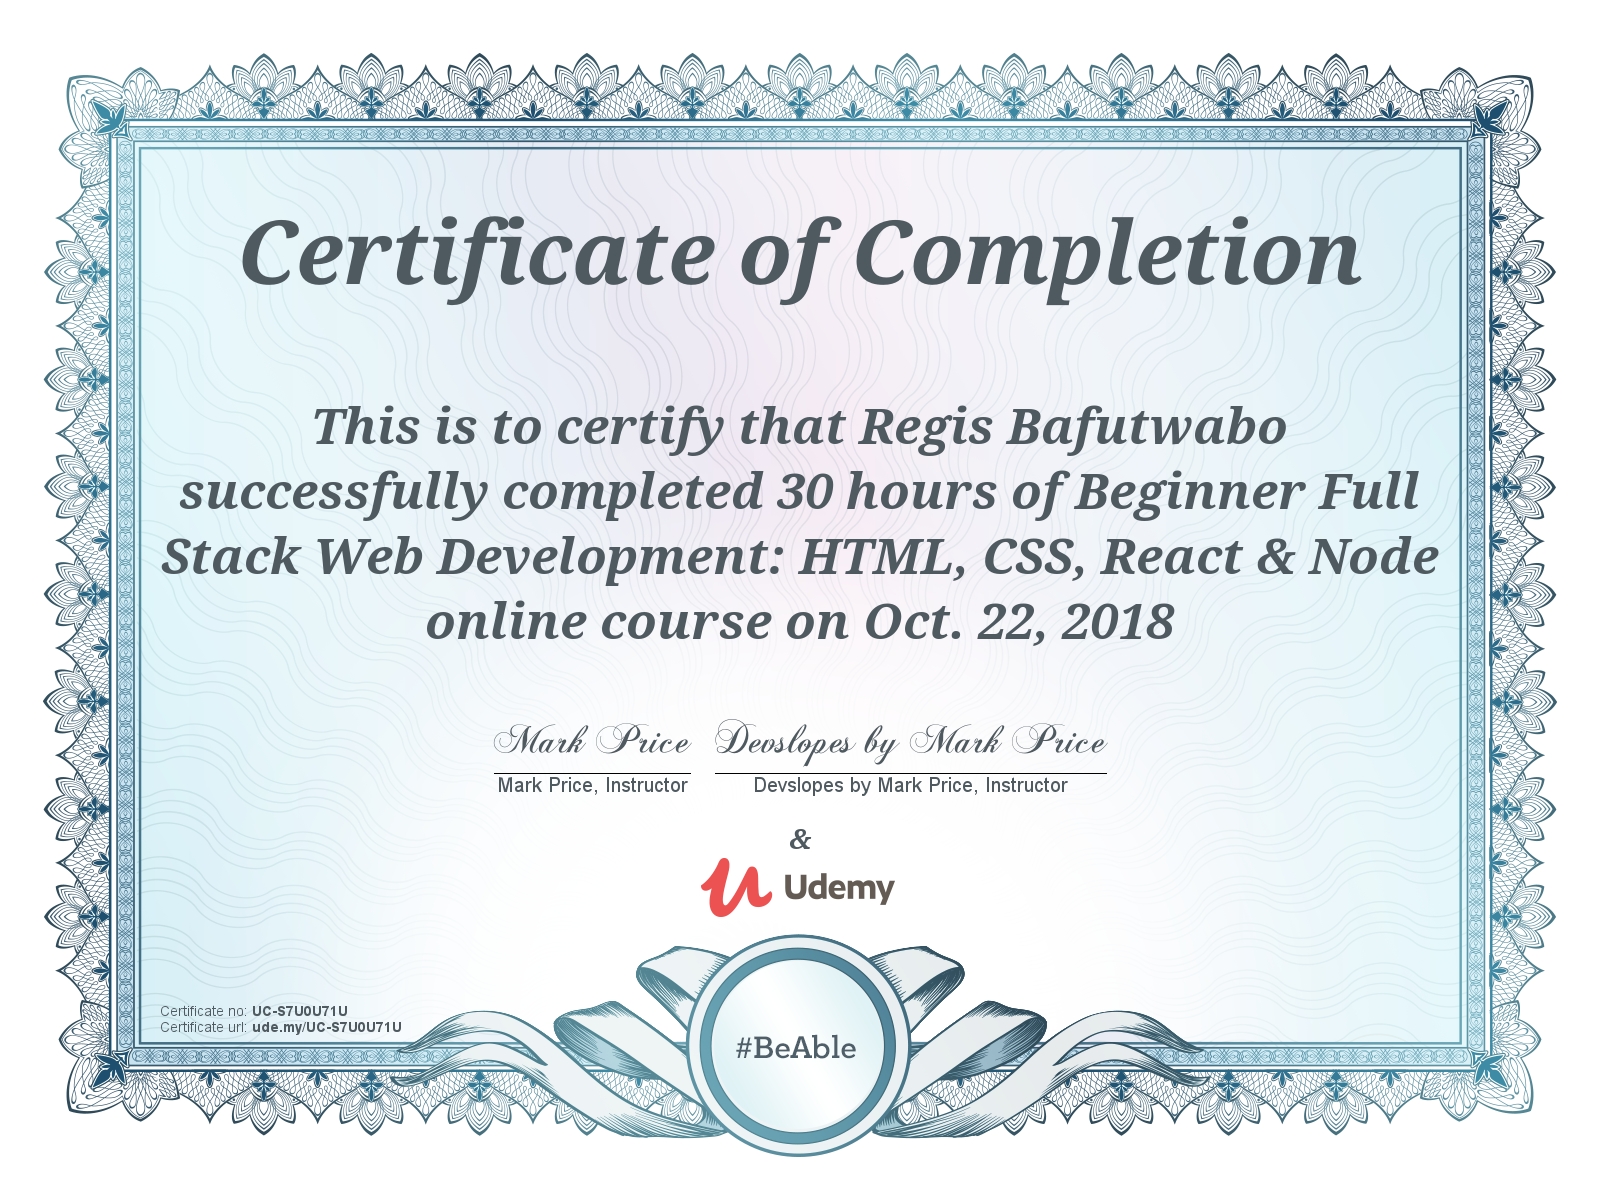 Certificate of Completion
This is to certify that Regis Bafutwabo
successfully completed 30 hours of Beginner Full
Stack Web Development: HTML, CSS, React & Node
online course on Oct. 22, 2018
Mark Price Devslopes by Mark Price
Mark Price, Instructor Devslopes by Mark Price, Instructor
&
Udemy
Certificate no: UC-S7U0U71U
Certificate url: ude.my/UC-S7U0U71U
#BeAble